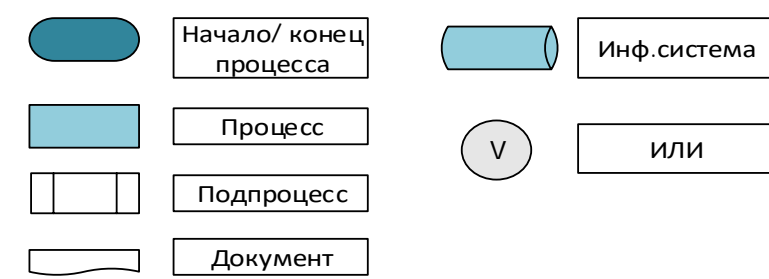 Начало/ конец
процесса
Процесс
Подпроцесс
Документ
Инф.система
V
ИЛИ